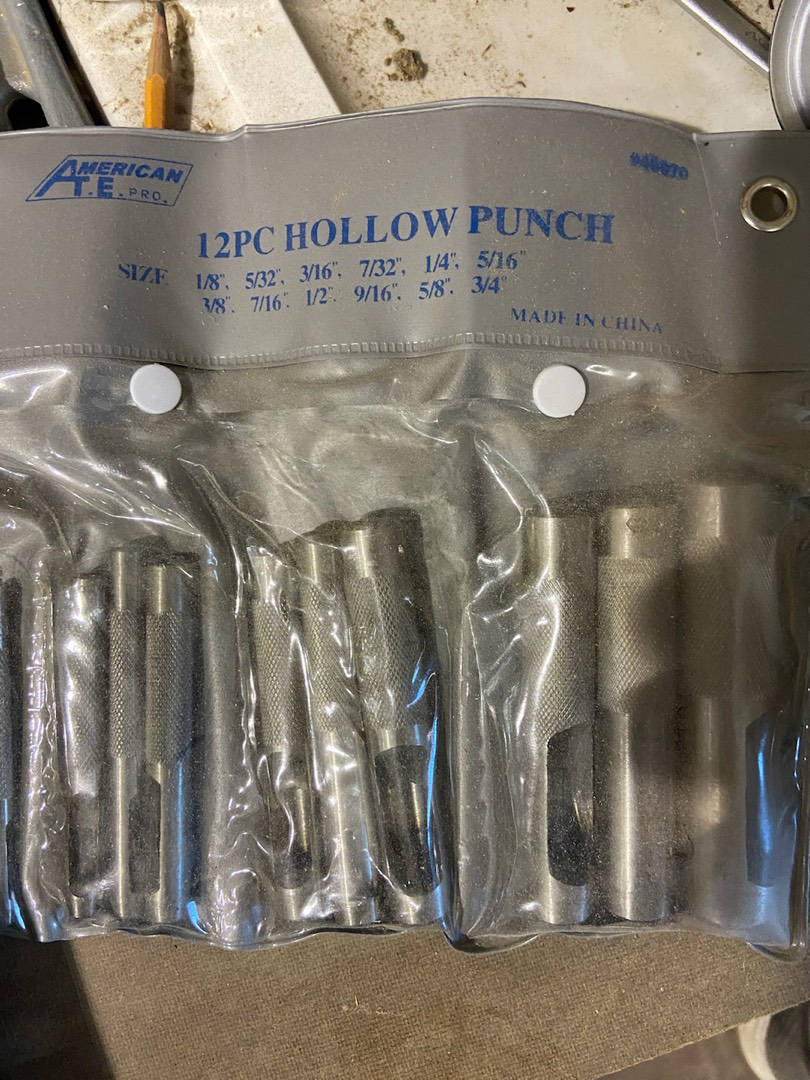 AMERICAN
T.E.PRO.
12PC HOLLOW PUNCH
SIZE 1/8", 5/32", 3/16", 7/32", 1/4", 5/16"
3/8", 7/16", 1/2", 9/16", 5/8", 3/4"
MADE IN CHINA